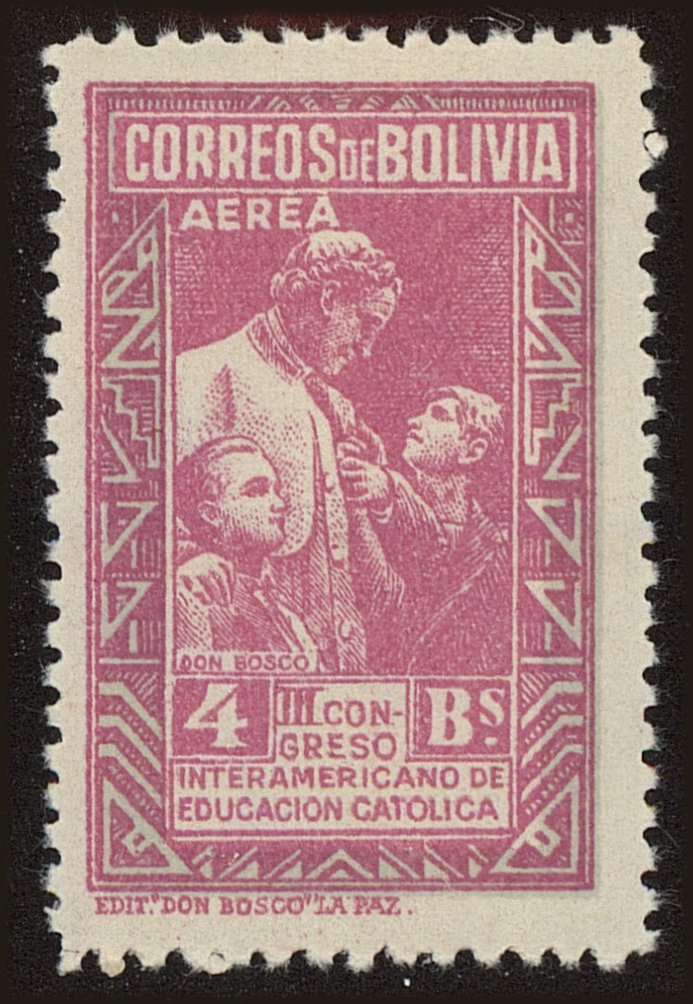 CORREOS DE BOLIVIA
AEREA
DON BOSCO
4 III CON- Bs.
GRESO
INTERAMERICANO DE
EDUCACION CATOLICA
EDIT. "DON BOSCO" LA PAZ.